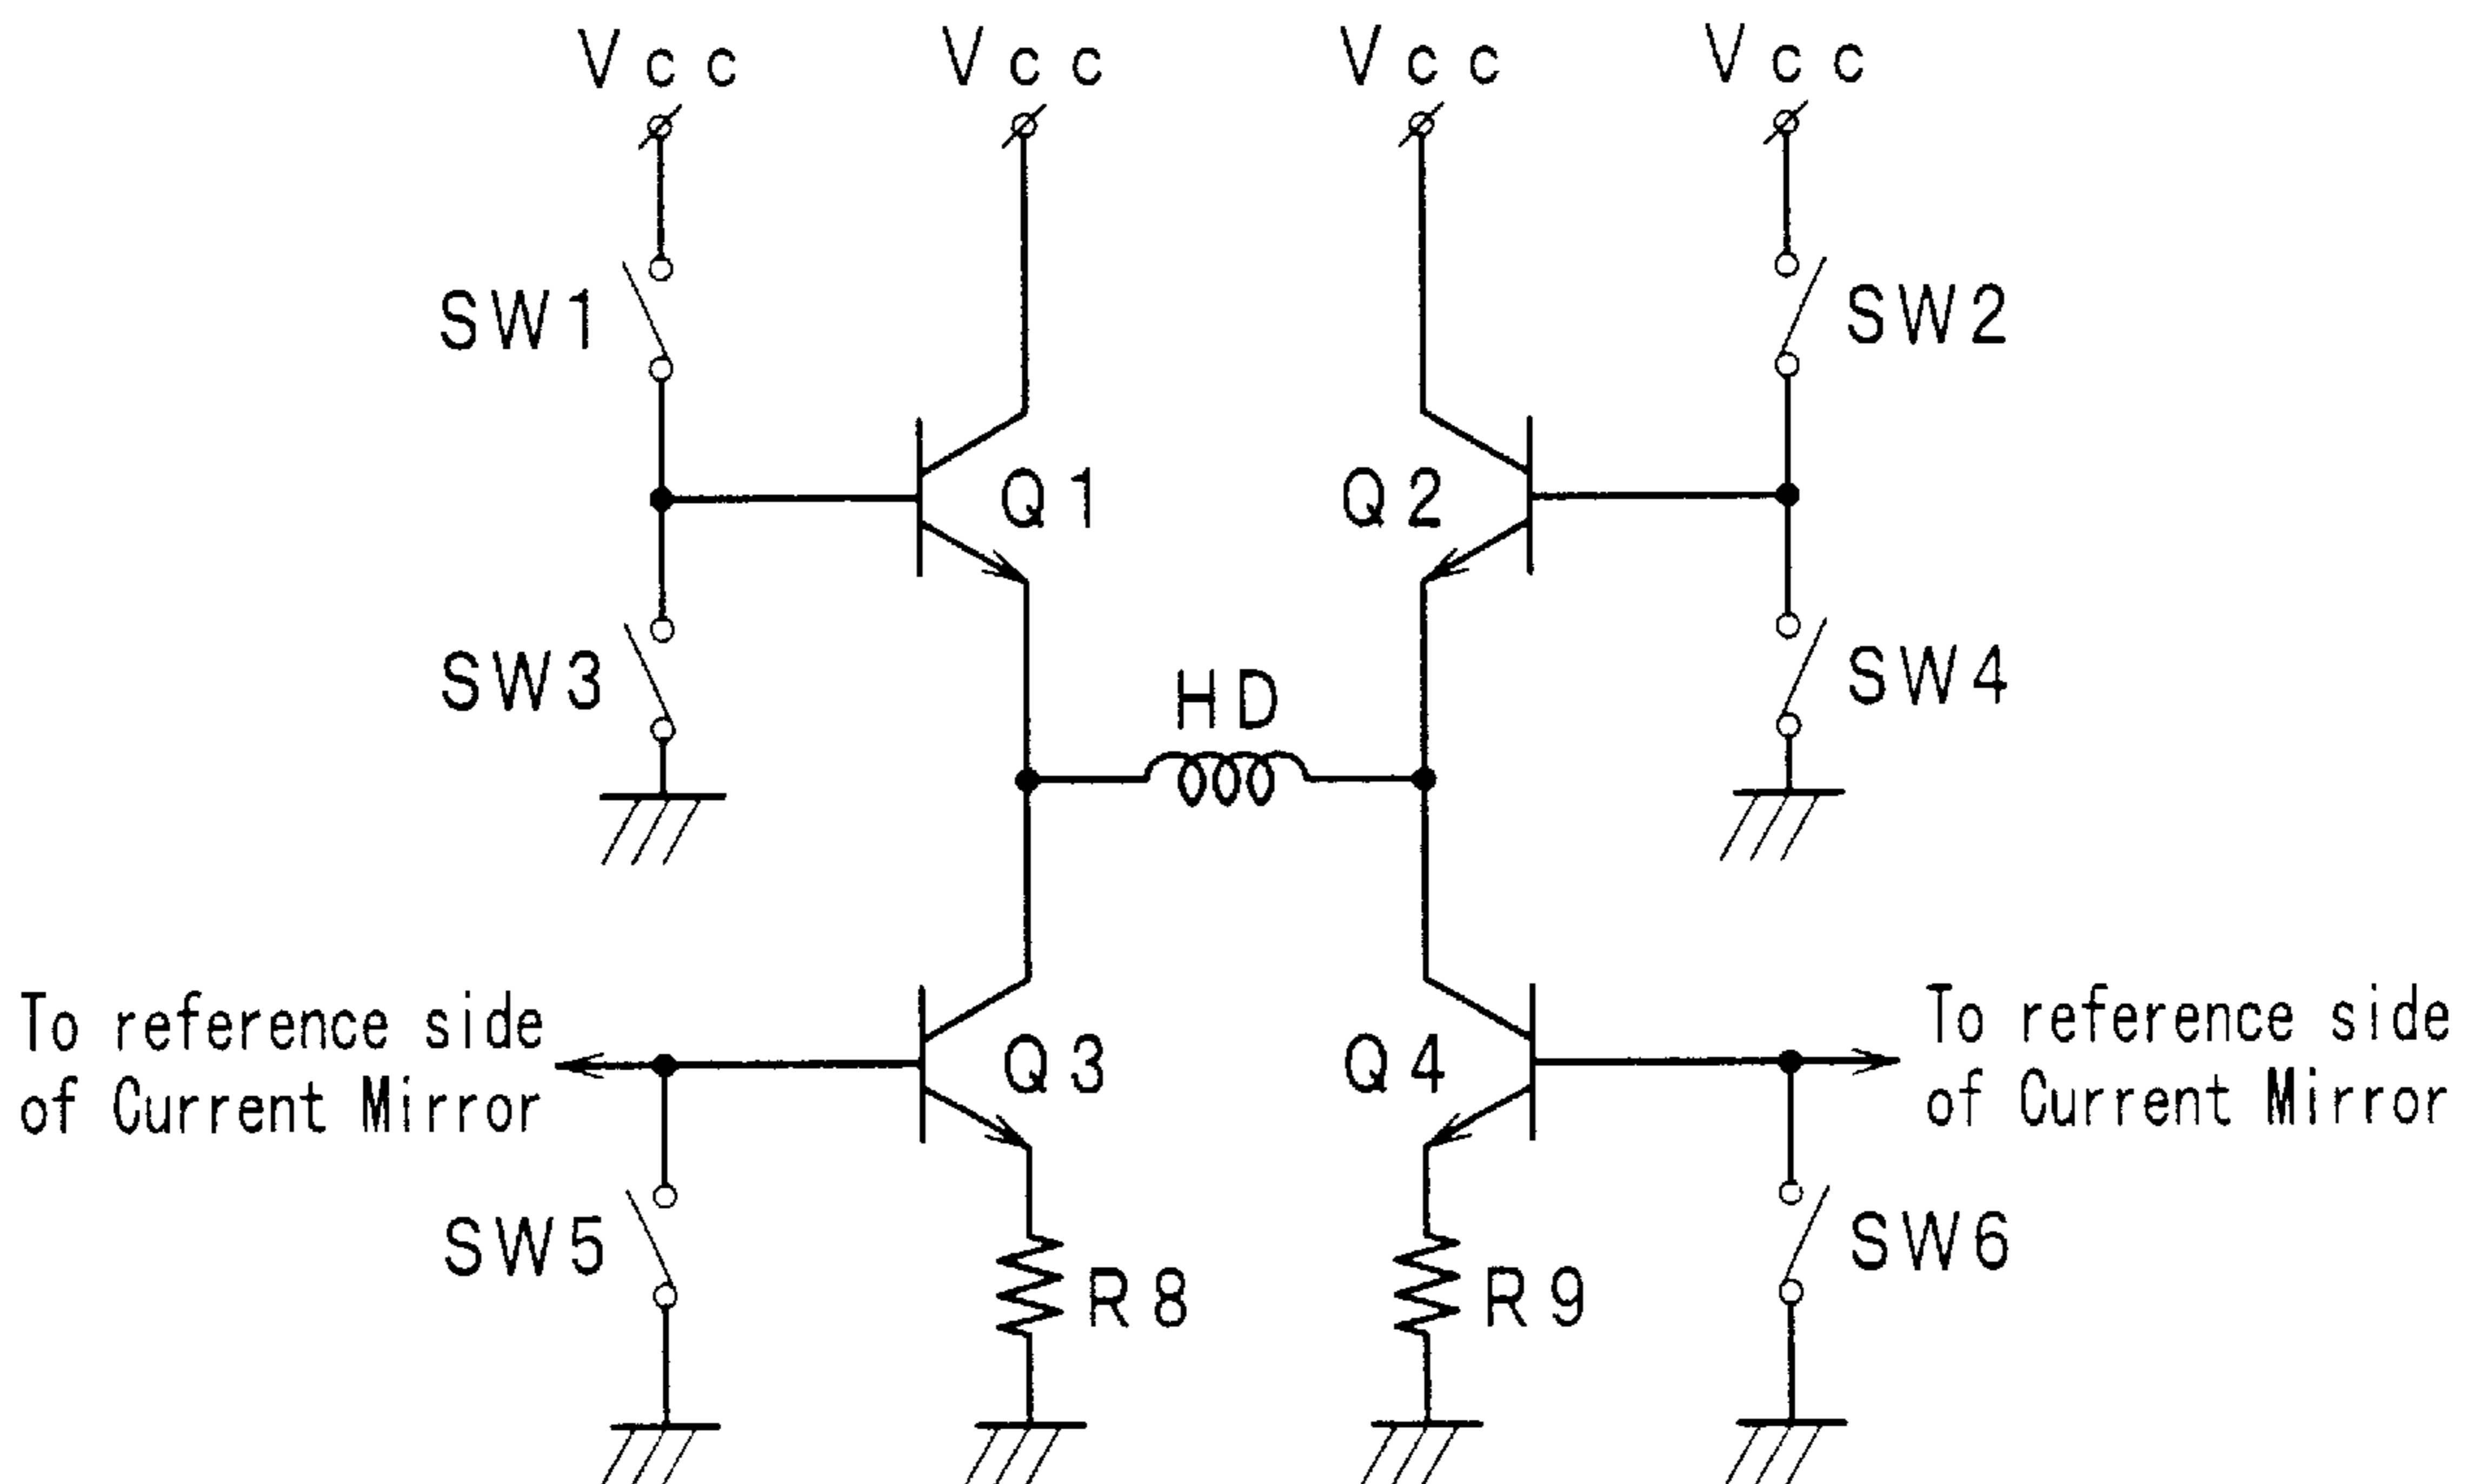 Vcc Vcc Vcc Vcc
SW1 SW2
Q1 Q2
SW3 HD SW4
To reference side
of Current Mirror
Q3 Q4
To reference side
of Current Mirror
SW5 SW6
R8 R9